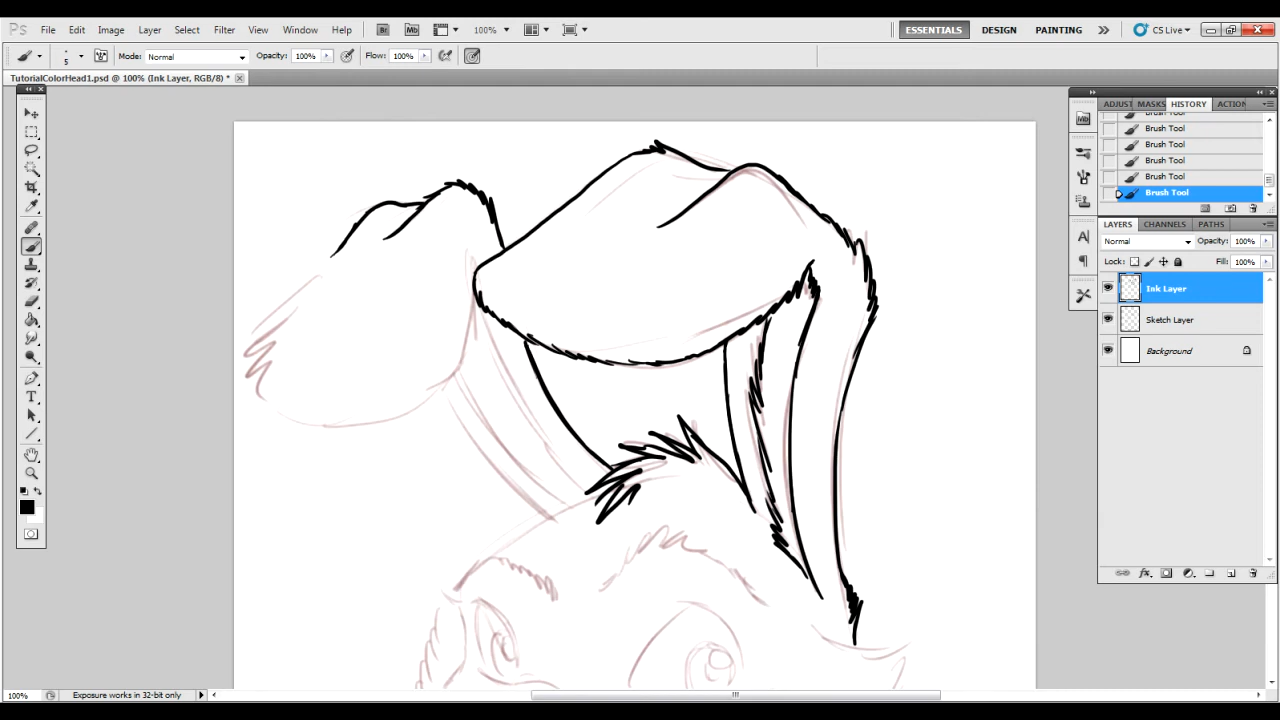 Ps File Edit Image Layer Select Filter View Window Help Br Mb 100% ESSENTIALS DESIGN PAINTING CS Live
5 Mode: Normal Opacity: 100% Flow: 100%
TutorialColorHead1.psd @ 100% (Ink Layer, RGB/8) *
ADJUST MASKS HISTORY ACTION
Brush Tool
Brush Tool
Brush Tool
Brush Tool
Brush Tool
Brush Tool
LAYERS CHANNELS PATHS
Normal Opacity: 100%
Lock: Fill: 100%
Ink Layer
Sketch Layer
Background
100% Exposure works in 32-bit only